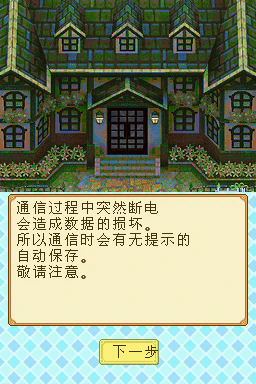 通信过程中突然断电
会造成数据的损坏。
所以通信时会有无提示的
自动保存。
敬请注意。
下一步